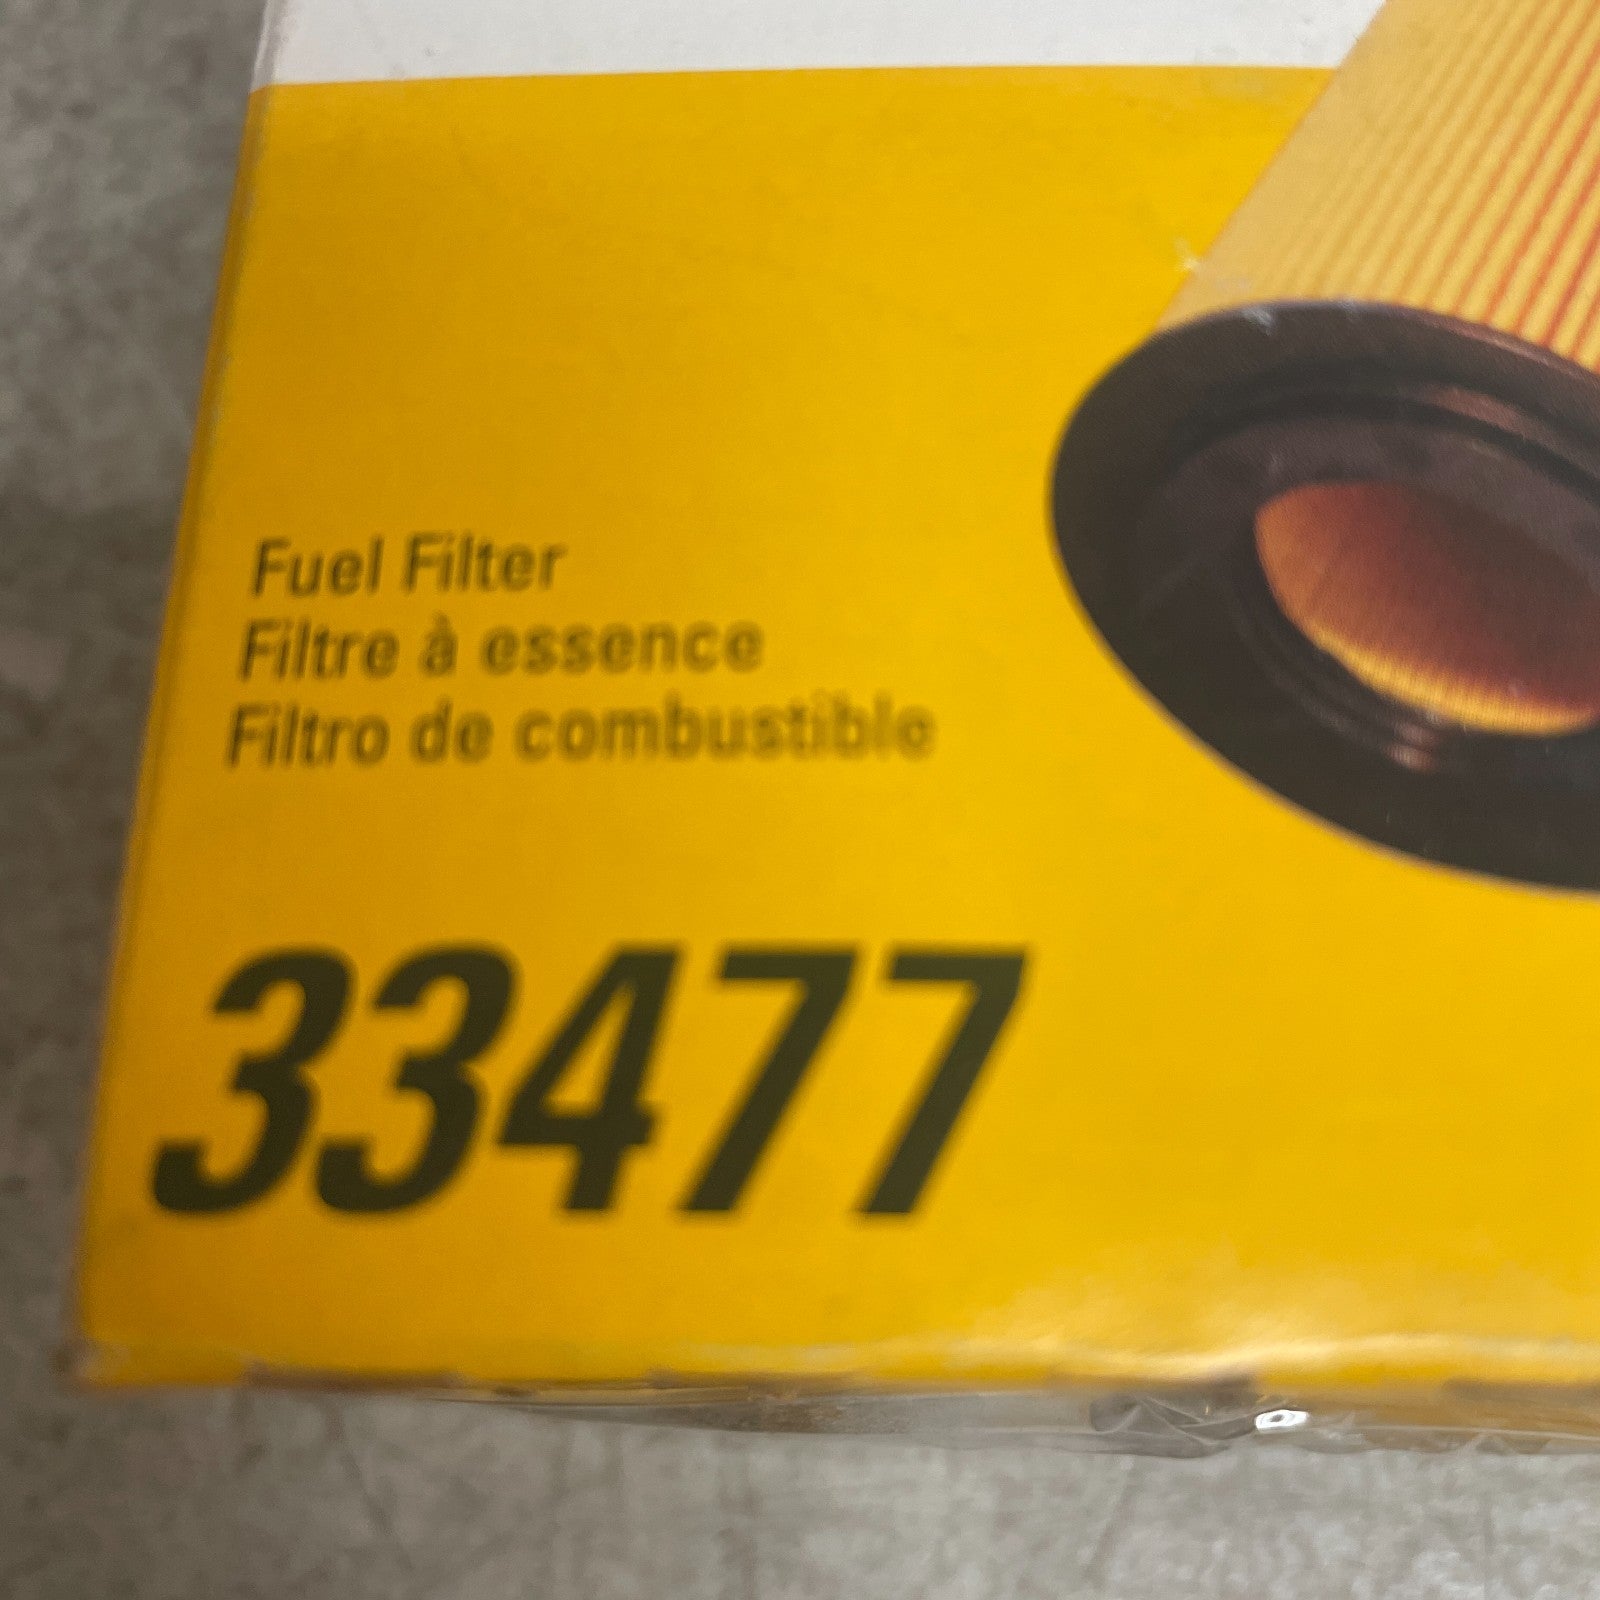 Fuel Filter
Filtre à essence
Filtro de combustible
33477